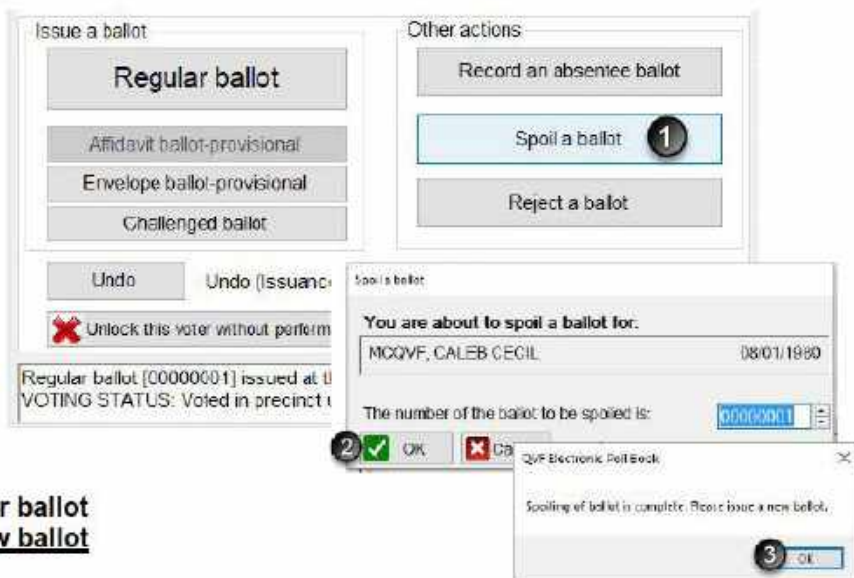 Issue a ballot
Regular ballot
Affidavit ballot-provisional
Envelope ballot-provisional
Challenged ballot
Other actions
Record an absentee ballot
Spoil a ballot 1
Reject a ballot
Undo Undo (Issuanc
Unlock this voter without perform
Regular ballot [00000001] issued at t
VOTING STATUS: Voted in precinct u
Spoil a ballot
You are about to spoil a ballot for.
MCQVF, CALEB CECIL 08/01/1980
The number of the ballot to be spoiled is: 00000001
2 OK Ca
QVF Electronic Poll Book
Spoiling of ballot is complete. Please issue a new ballot.
3 OK
r ballot
w ballot